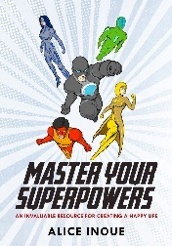 MASTER YOUR
SUPERPOWERS
AN INVALUABLE RESOURCE FOR CREATING A HAPPY LIFE
ALICE INOUE